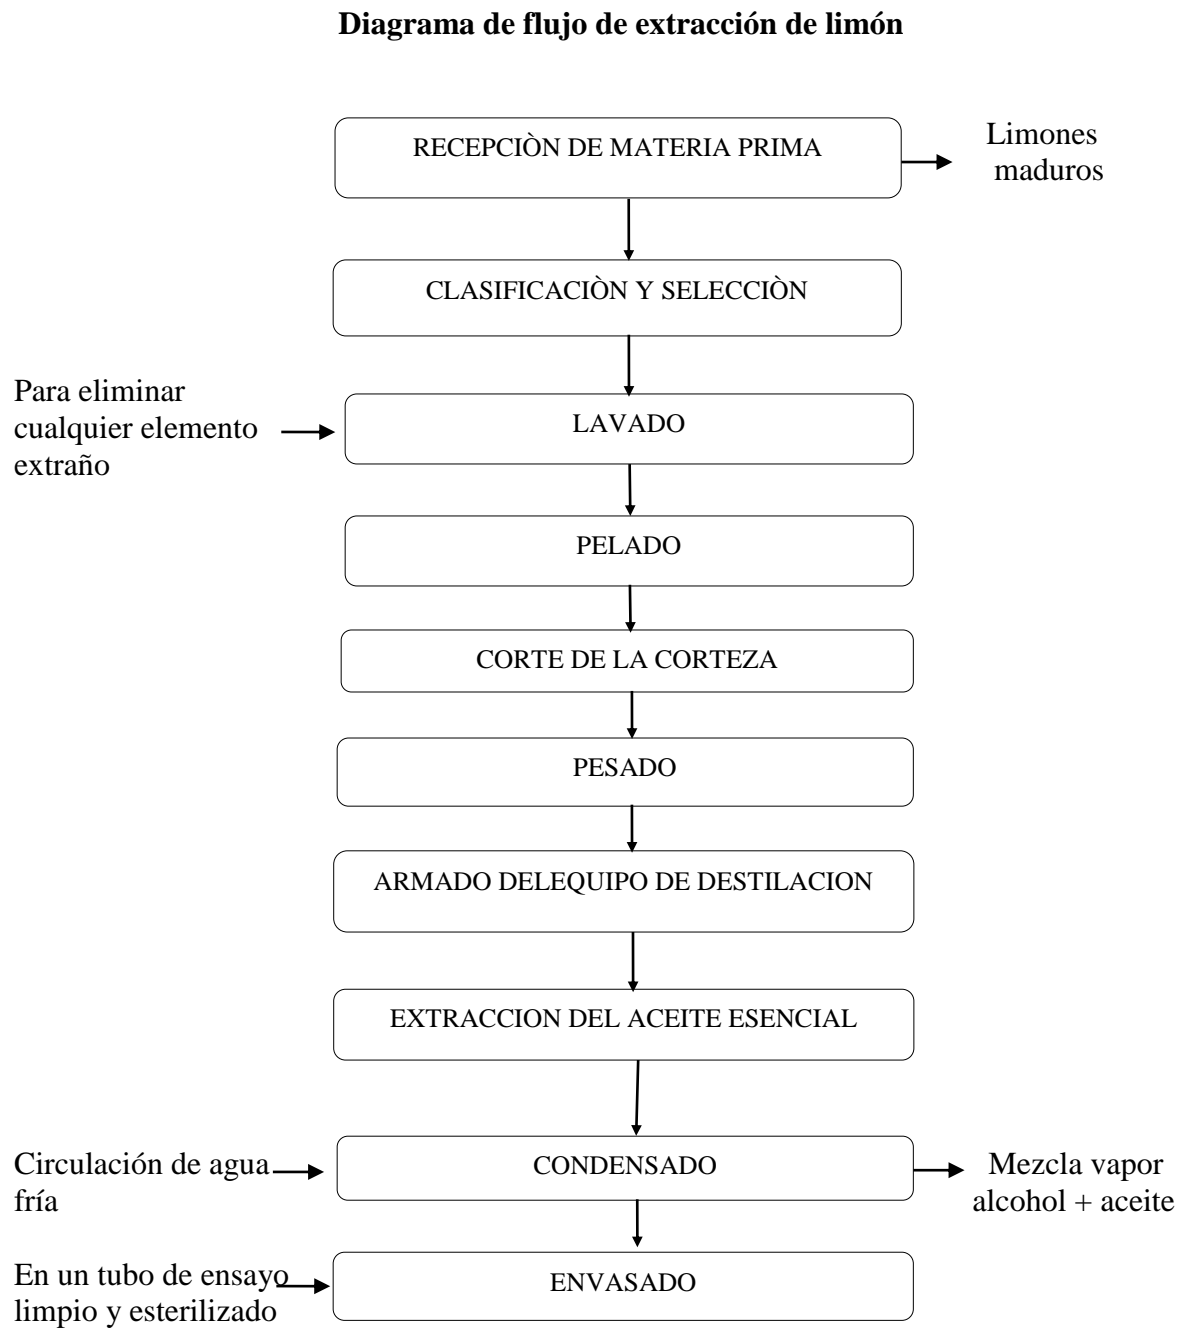 Diagrama de flujo de extracción de limón
RECEPCIÒN DE MATERIA PRIMA
Limones
maduros
CLASIFICACIÒN Y SELECCIÒN
Para eliminar
cualquier elemento
extraño
LAVADO
PELADO
CORTE DE LA CORTEZA
PESADO
ARMADO DELEQUIPO DE DESTILACION
EXTRACCION DEL ACEITE ESENCIAL
Circulación de agua
fría
CONDENSADO
Mezcla vapor
alcohol + aceite
En un tubo de ensayo
limpio y esterilizado
ENVASADO